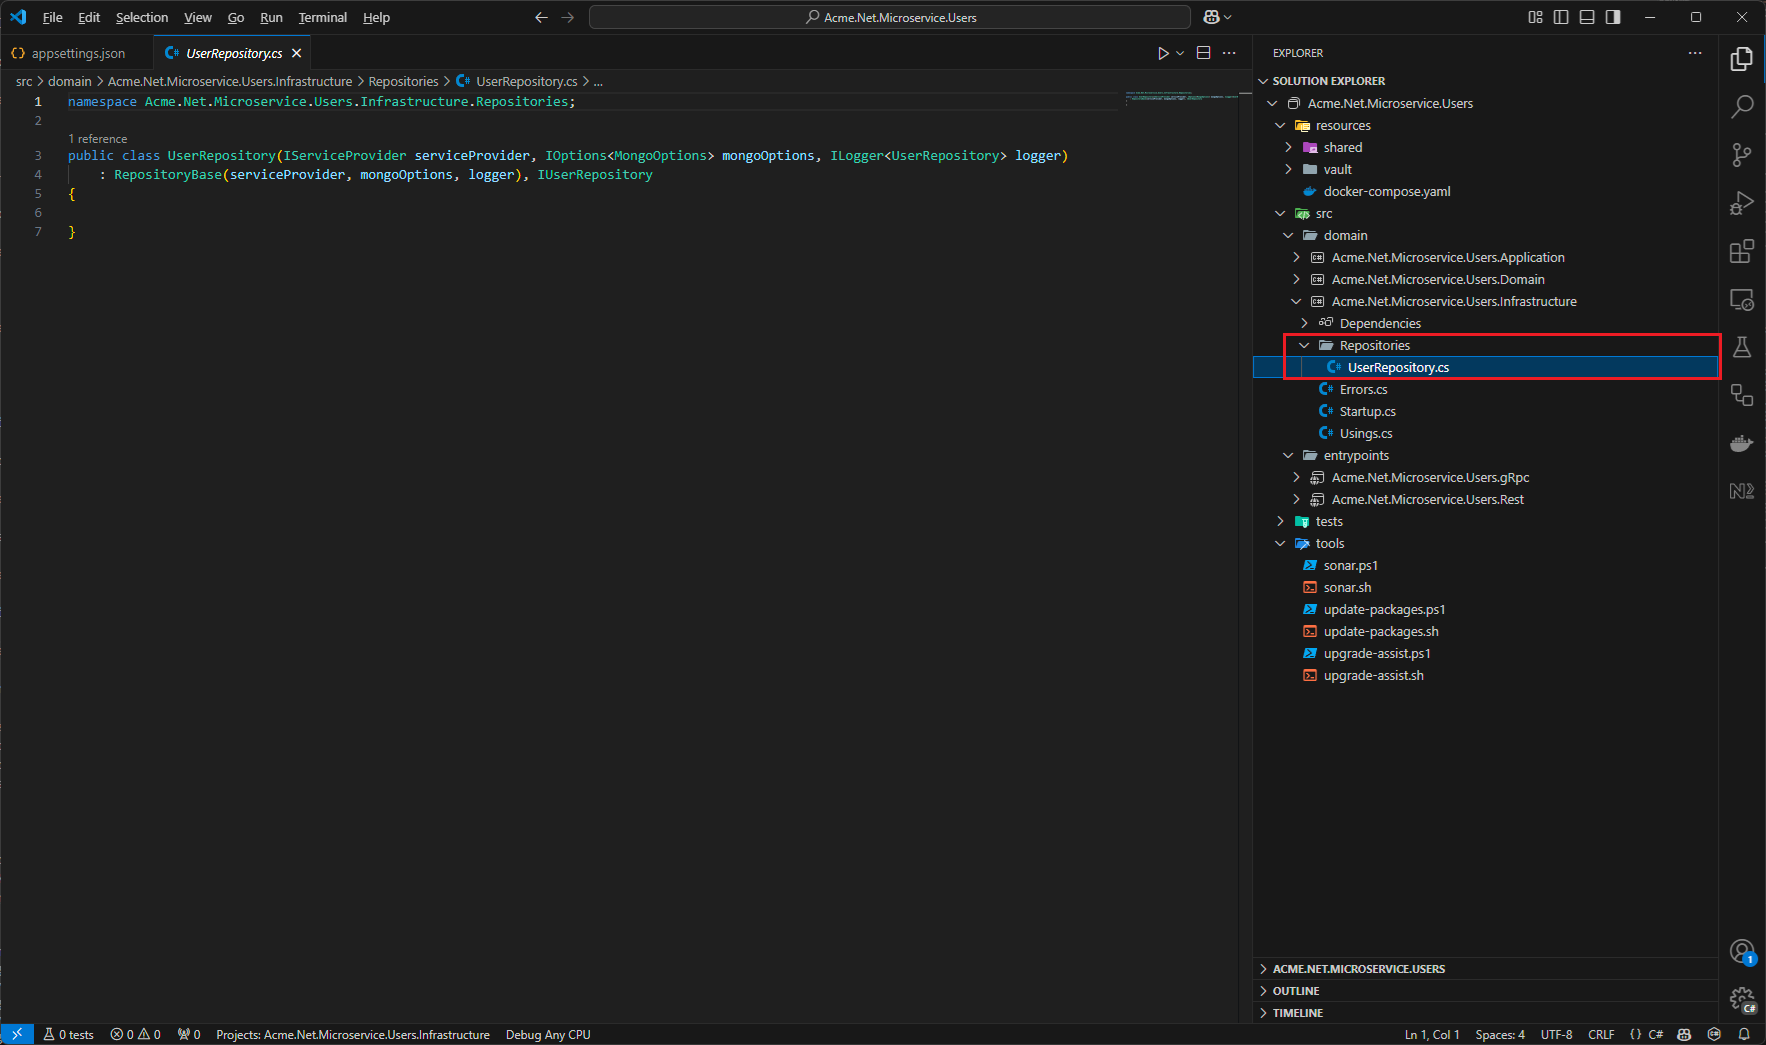 File Edit Selection View Go Run Terminal Help
Acme.Net.Microservice.Users
appsettings.json
UserRepository.cs
src > domain > Acme.Net.Microservice.Users.Infrastructure > Repositories > UserRepository.cs > ...
1 namespace Acme.Net.Microservice.Users.Infrastructure.Repositories;
2
1 reference
3 public class UserRepository(IServiceProvider serviceProvider, IOptions<MongoOptions> mongoOptions, ILogger<UserRepository> logger)
4 : RepositoryBase(serviceProvider, mongoOptions, logger), IUserRepository
5 {
6
7 }
EXPLORER
SOLUTION EXPLORER
Acme.Net.Microservice.Users
resources
shared
vault
docker-compose.yaml
src
domain
Acme.Net.Microservice.Users.Application
Acme.Net.Microservice.Users.Domain
Acme.Net.Microservice.Users.Infrastructure
Dependencies
Repositories
UserRepository.cs
Errors.cs
Startup.cs
Usings.cs
entrypoints
Acme.Net.Microservice.Users.gRpc
Acme.Net.Microservice.Users.Rest
tests
tools
sonar.ps1
sonar.sh
update-packages.ps1
update-packages.sh
upgrade-assist.ps1
upgrade-assist.sh
ACME.NET.MICROSERVICE.USERS
OUTLINE
TIMELINE
1
C#
0 tests 0 0 0 Projects: Acme.Net.Microservice.Users.Infrastructure Debug Any CPU
Ln 1, Col 1 Spaces: 4 UTF-8 CRLF {} C#